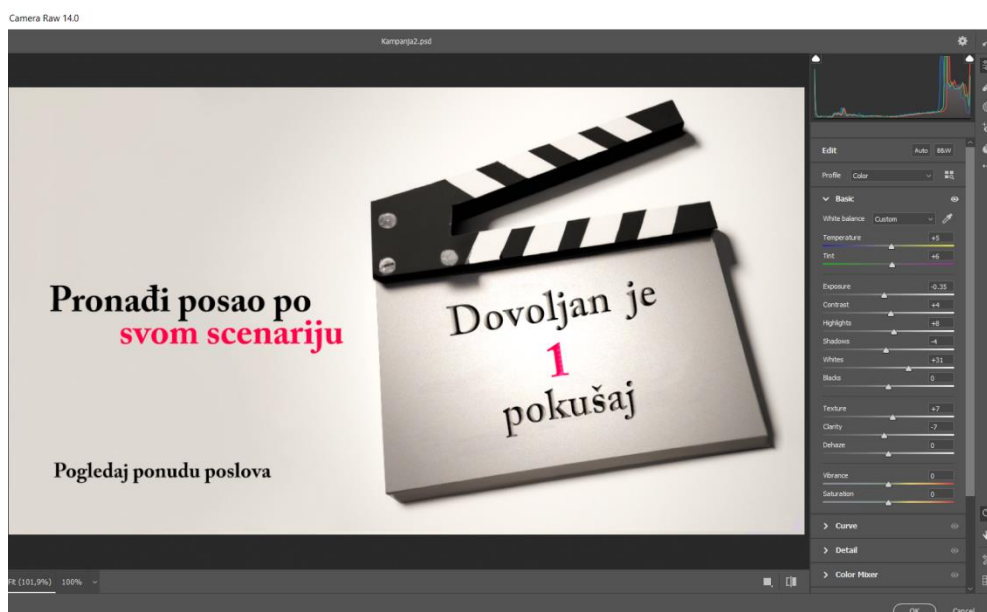 Camera Raw 14.0
Kampanja2.psd
Pronađi posao po
svom scenariju
Pogledaj ponudu poslova
Dovoljan je
1
pokušaj
Fit (101,9%) 100%
Edit Auto B&W
Profile Color
Basic
White balance Custom
Temperature +5
Tint +6
Exposure -0.35
Contrast +4
Highlights +8
Shadows -4
Whites +31
Blacks 0
Texture +7
Clarity -7
Dehaze 0
Vibrance 0
Saturation 0
Curve
Detail
Color Mixer
OK Cancel